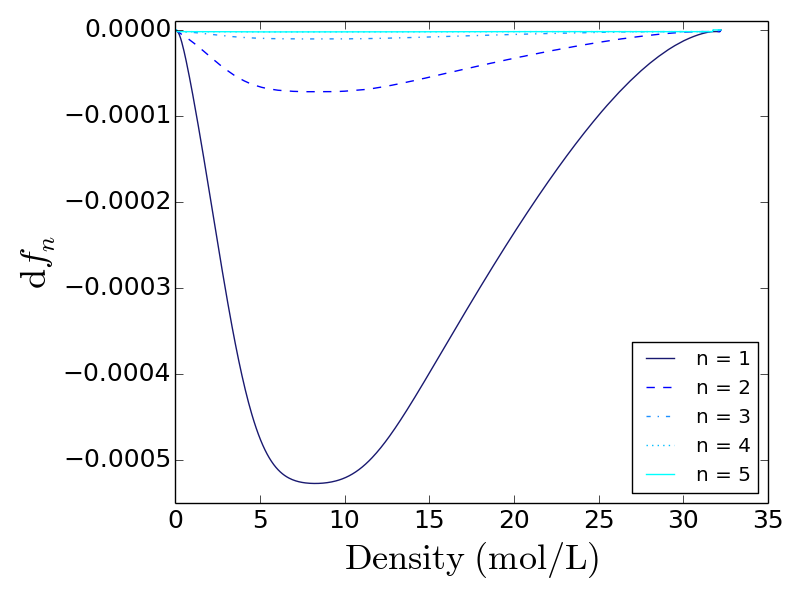 0.0000
−0.0001
−0.0002
−0.0003
−0.0004
−0.0005
dfₙ
0 5 10 15 20 25 30 35
Density (mol/L)
n = 1
n = 2
n = 3
n = 4
n = 5